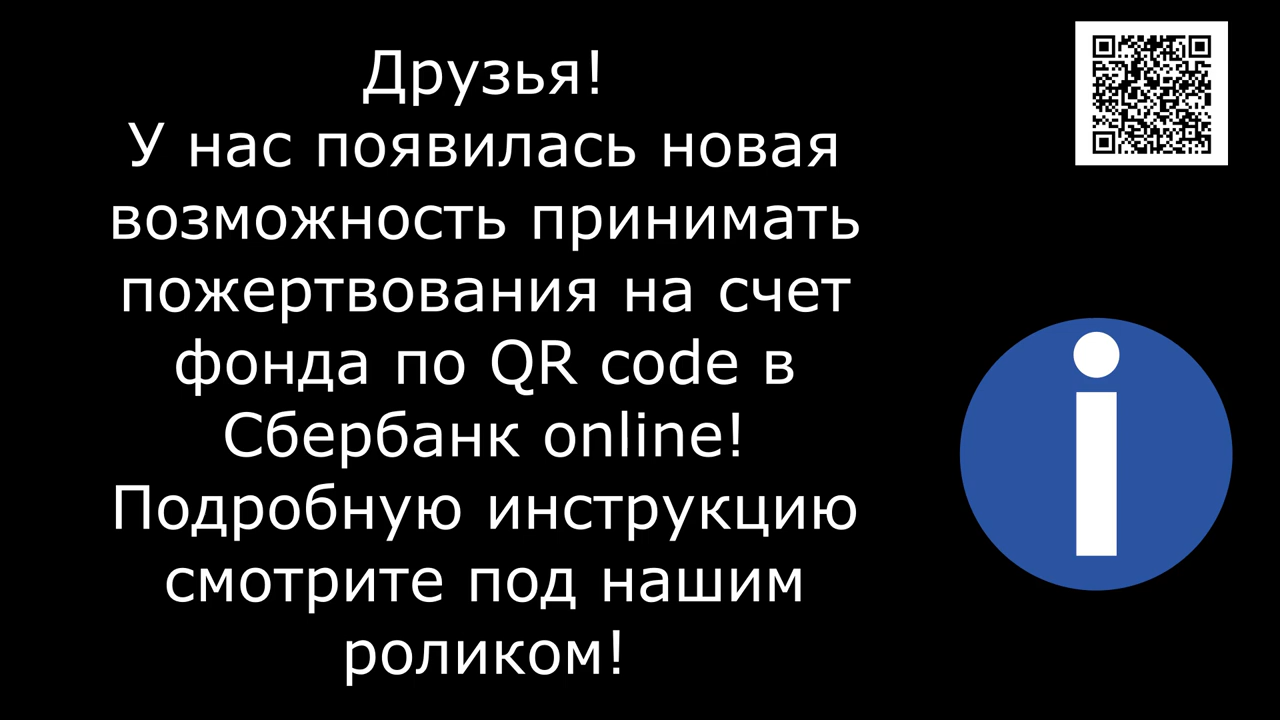 Друзья!
У нас появилась новая
возможность принимать
пожертвования на счет
фонда по QR code в
Сбербанк online!
Подробную инструкцию
смотрите под нашим
роликом!